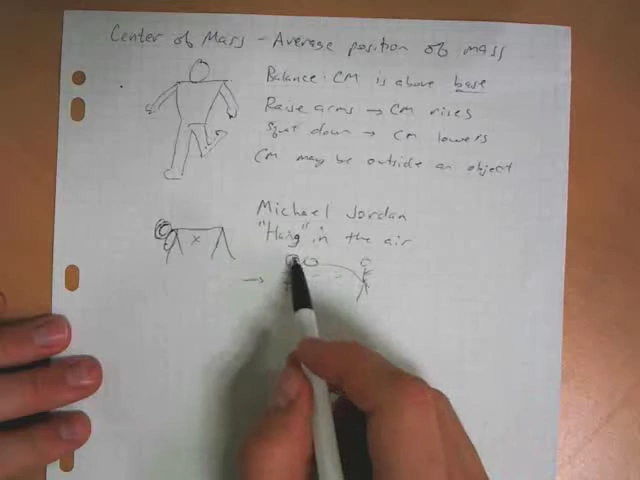 Center of Mass - Average position of mass
Balance: CM is above base
Raise arms → CM rises
Squat down → CM lowers
CM may be outside an object
Michael Jordan
"Hang" in the air